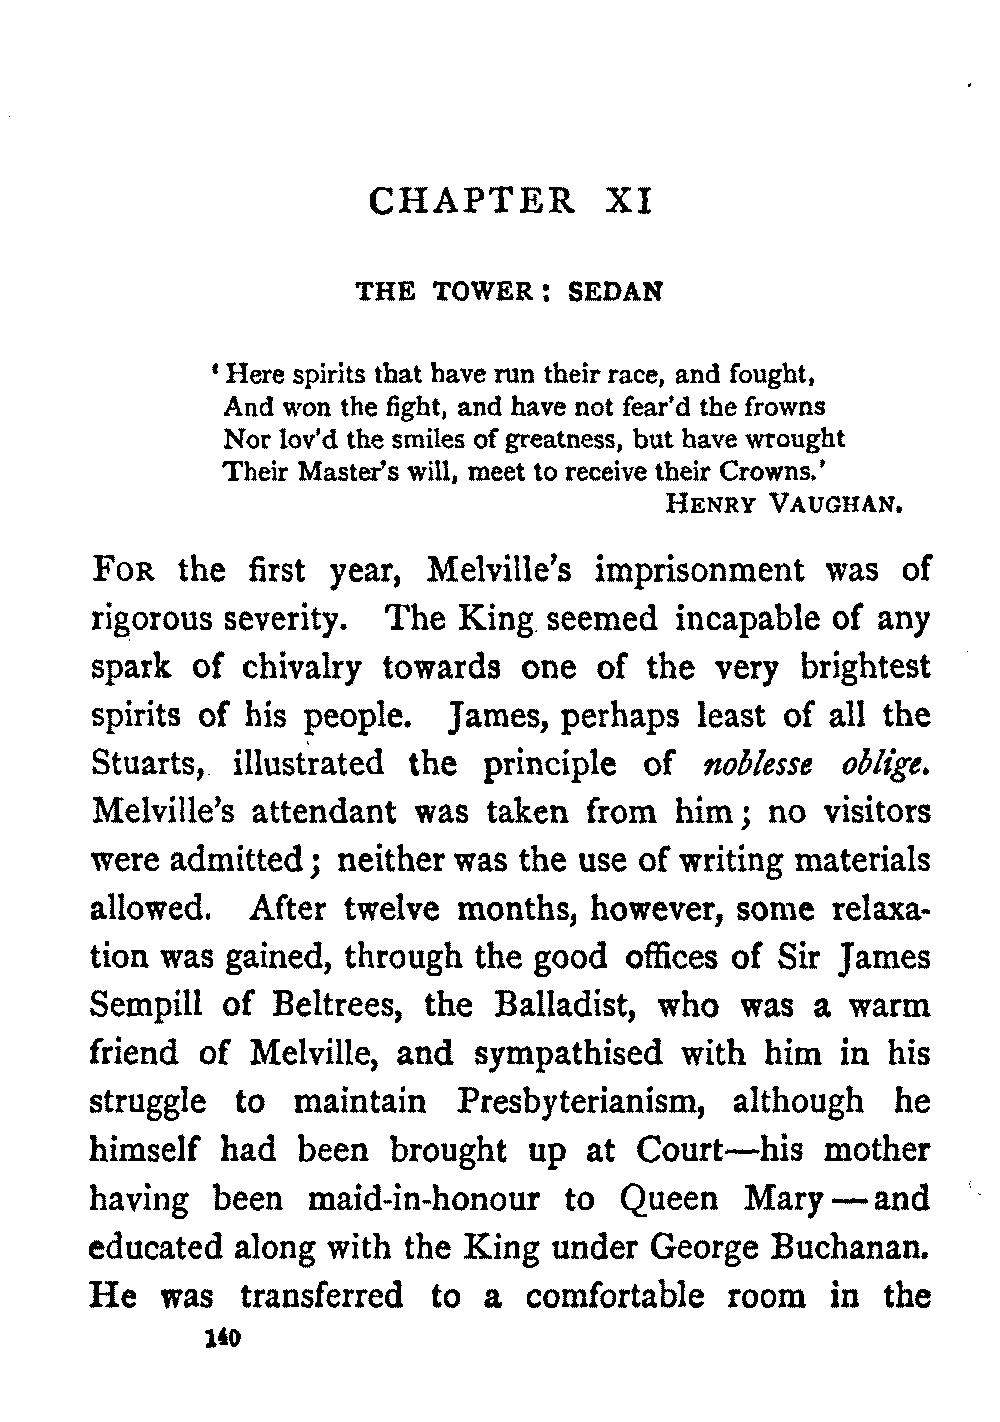 CHAPTER XI
THE TOWER: SEDAN
‘Here spirits that have run their race, and fought,
And won the fight, and have not fear’d the frowns
Nor lov’d the smiles of greatness, but have wrought
Their Master’s will, meet to receive their Crowns.’
HENRY VAUGHAN.
FOR the first year, Melville’s imprisonment was of
rigorous severity. The King seemed incapable of any
spark of chivalry towards one of the very brightest
spirits of his people. James, perhaps least of all the
Stuarts, illustrated the principle of noblesse oblige.
Melville’s attendant was taken from him; no visitors
were admitted; neither was the use of writing materials
allowed. After twelve months, however, some relaxa-
tion was gained, through the good offices of Sir James
Sempill of Beltrees, the Balladist, who was a warm
friend of Melville, and sympathised with him in his
struggle to maintain Presbyterianism, although he
himself had been brought up at Court—his mother
having been maid-in-honour to Queen Mary—and
educated along with the King under George Buchanan.
He was transferred to a comfortable room in the
140